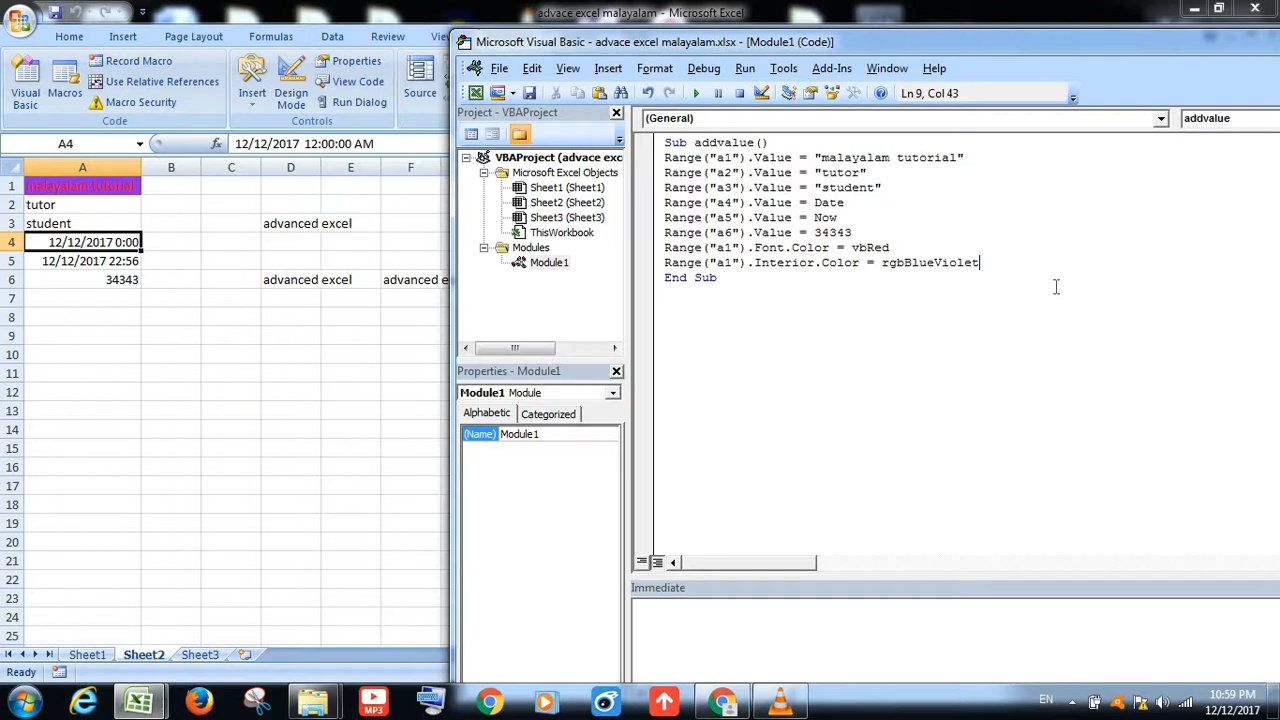 advace excel malayalam - Microsoft Excel
Home Insert Page Layout Formulas Data Review
Visual Basic
Macros
Record Macro
Use Relative References
Macro Security
Code
Insert
Design Mode
Properties
View Code
Run Dialog
Controls
Source
A4 fx 12/12/2017 12:00:00 AM
A B C D E F
1 malayalam tutorial
2 tutor
3 student advanced excel
4 12/12/2017 0:00
5 12/12/2017 22:56
6 34343 advanced excel advanced e
7
8
9
10
11
12
13
14
15
16
17
18
19
20
21
22
23
24
25
Sheet1 Sheet2 Sheet3
Ready
Microsoft Visual Basic - advace excel malayalam.xlsx - [Module1 (Code)]
File Edit View Insert Format Debug Run Tools Add-Ins Window Help
Ln 9, Col 43
Project - VBAProject
VBAProject (advace exc
Microsoft Excel Objects
Sheet1 (Sheet1)
Sheet2 (Sheet2)
Sheet3 (Sheet3)
ThisWorkbook
Modules
Module1
Properties - Module1
Module1 Module
Alphabetic Categorized
(Name) Module1
(General) addvalue
Sub addvalue()
Range("a1").Value = "malayalam tutorial"
Range("a2").Value = "tutor"
Range("a3").Value = "student"
Range("a4").Value = Date
Range("a5").Value = Now
Range("a6").Value = 34343
Range("a1").Font.Color = vbRed
Range("a1").Interior.Color = rgbBlueViolet
End Sub
Immediate
MP3
EN
10:59 PM
12/12/2017